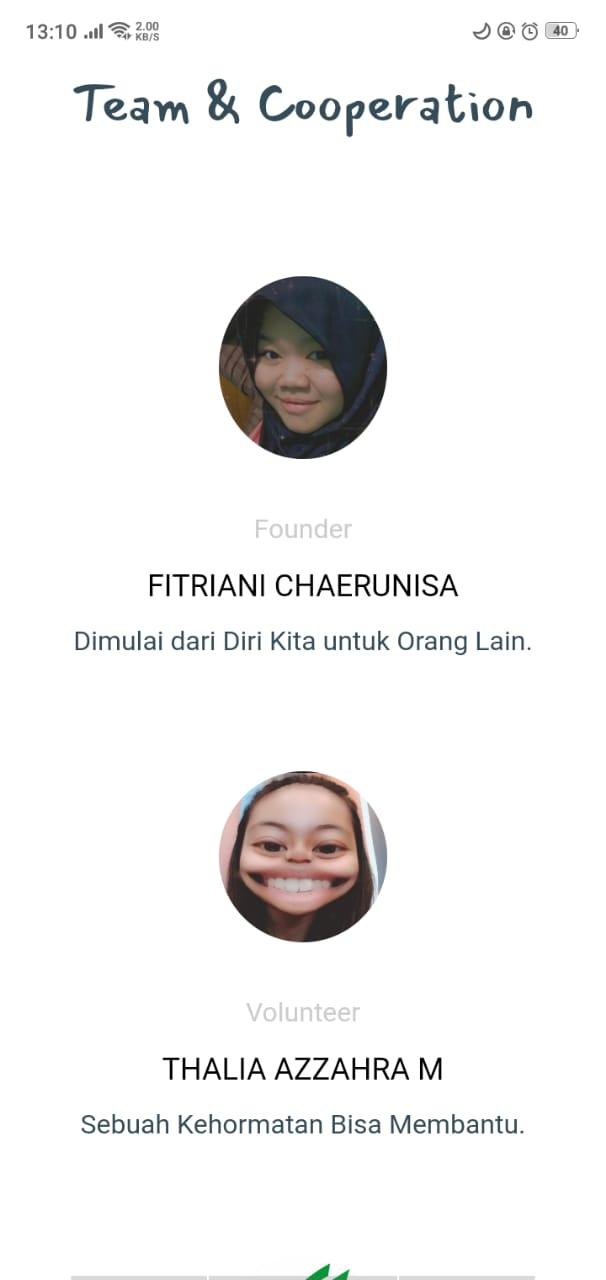 13:10 2.00 KB/S 40
Team & Cooperation
Founder
FITRIANI CHAERUNISA
Dimulai dari Diri Kita untuk Orang Lain.
Volunteer
THALIA AZZAHRA M
Sebuah Kehormatan Bisa Membantu.